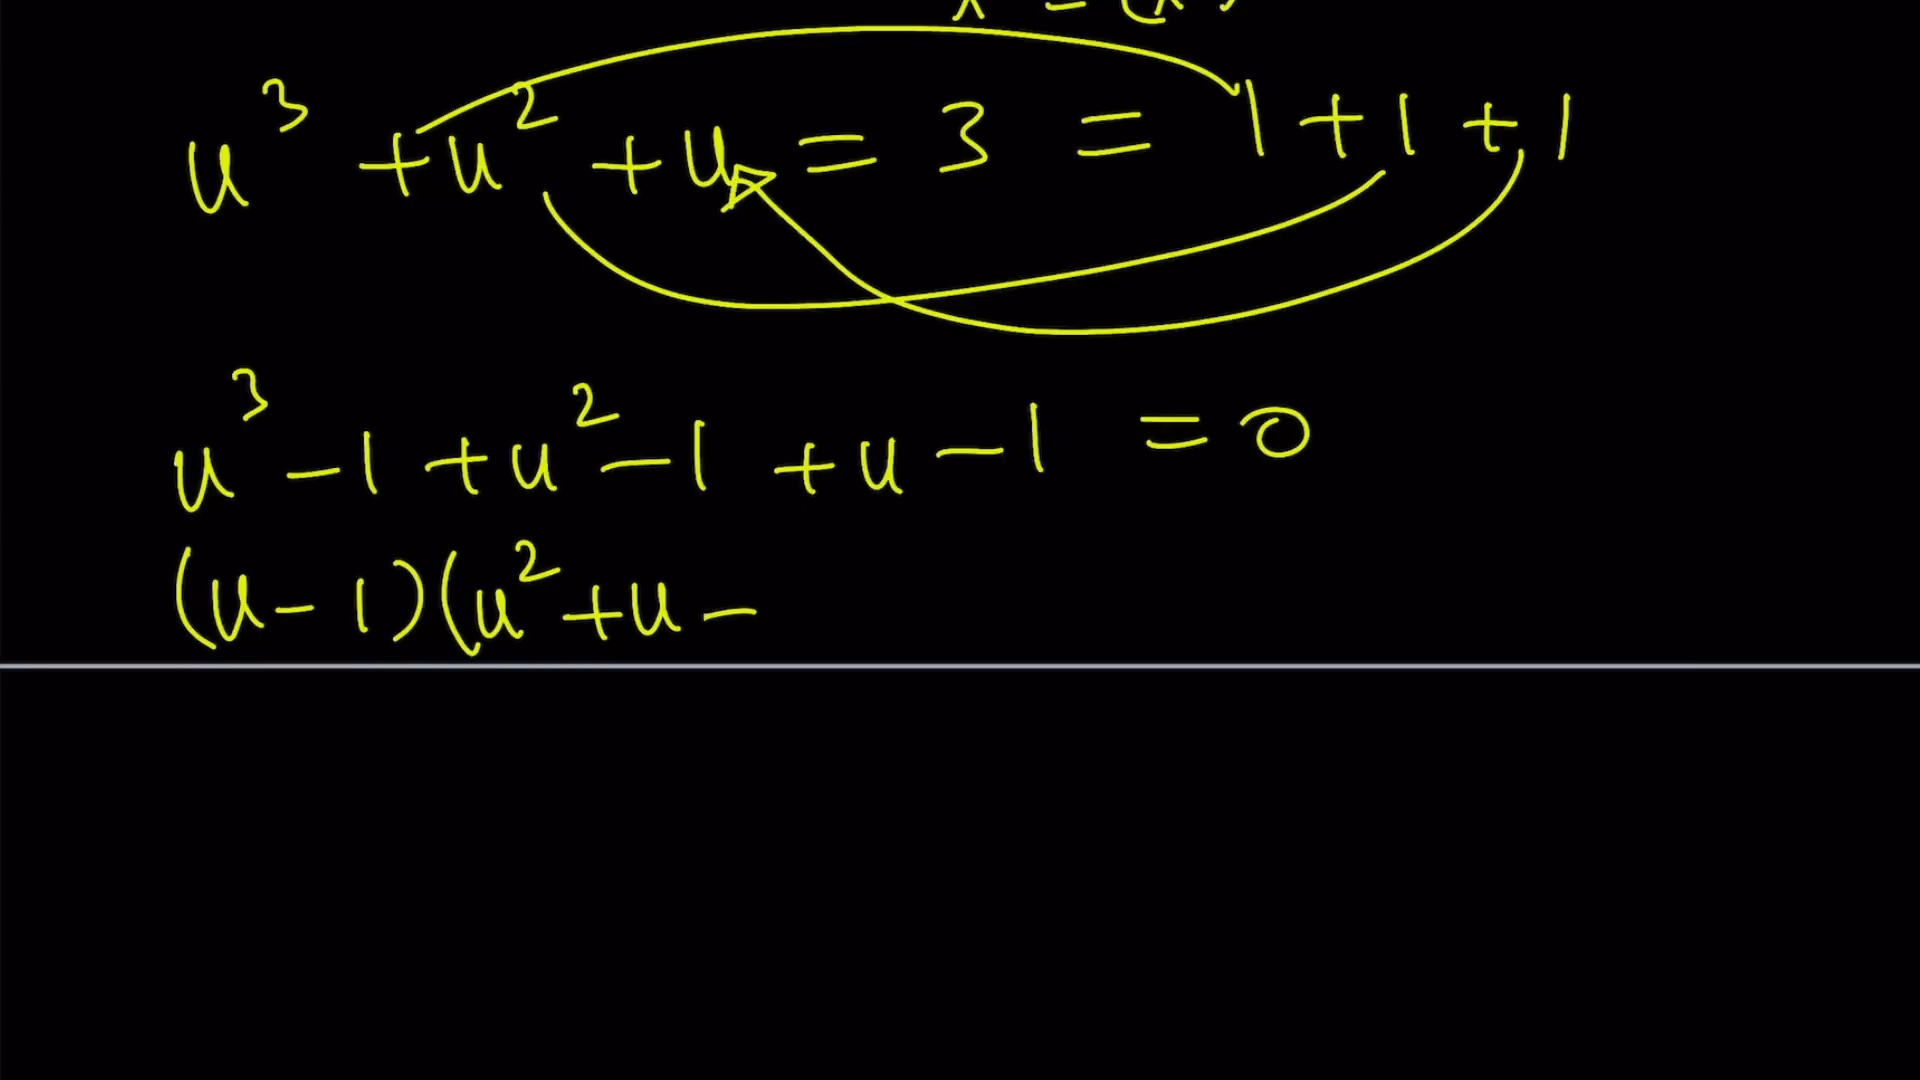 u³ + u² + u = 3 = 1 + 1 + 1
u³ - 1 + u² - 1 + u - 1 = 0
(u - 1)(u² + u -